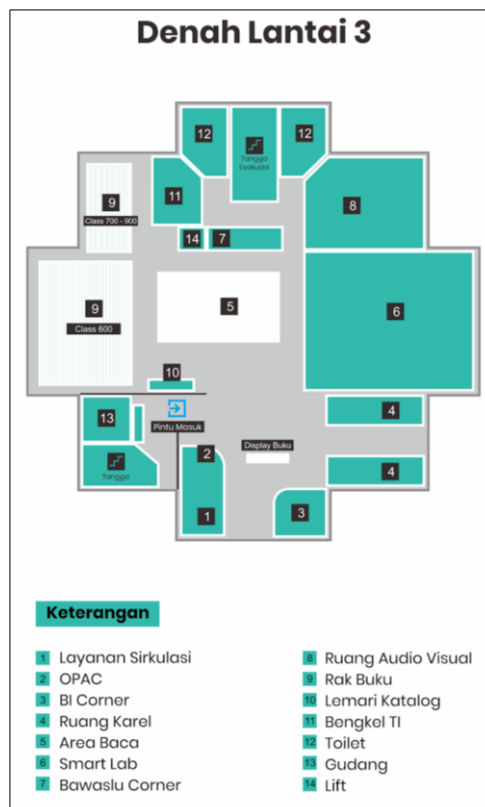 Denah Lantai 3
12
Tangga
Evakuasi
12
9
Class 700 - 900
11
8
14
7
9
Class 600
5
6
10
13
Pintu Masuk
4
Tangga
2
Display Buku
4
1
3
Keterangan
1 Layanan Sirkulasi
2 OPAC
3 BI Corner
4 Ruang Karel
5 Area Baca
6 Smart Lab
7 Bawaslu Corner
8 Ruang Audio Visual
9 Rak Buku
10 Lemari Katalog
11 Bengkel TI
12 Toilet
13 Gudang
14 Lift